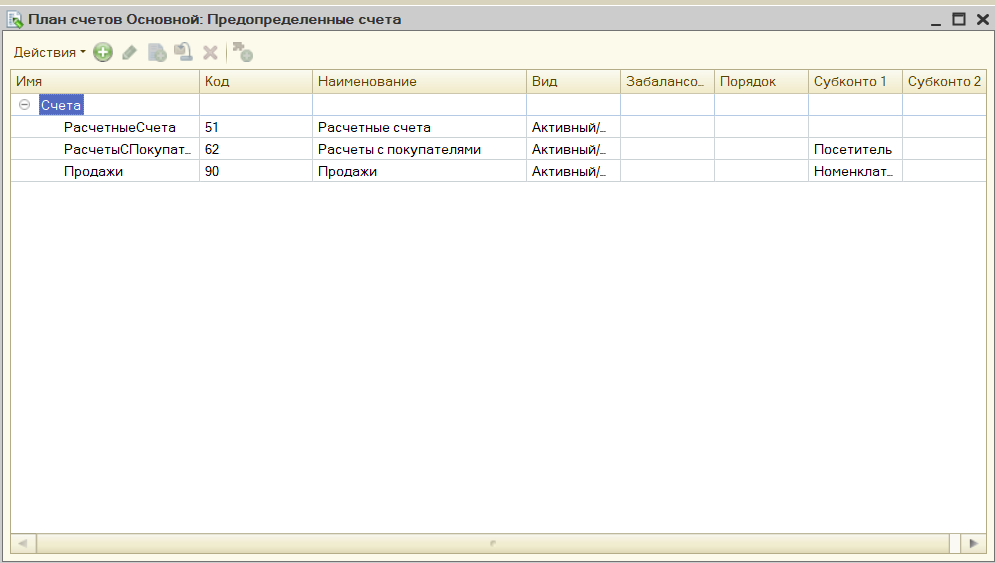 План счетов Основной: Предопределенные счета
Действия
Имя Код Наименование Вид Забалансо... Порядок Субконто 1 Субконто 2
Счета
РасчетныеСчета 51 Расчетные счета Активный/...
РасчетыСПокупат... 62 Расчеты с покупателями Активный/... Посетитель
Продажи 90 Продажи Активный/... Номенклат...